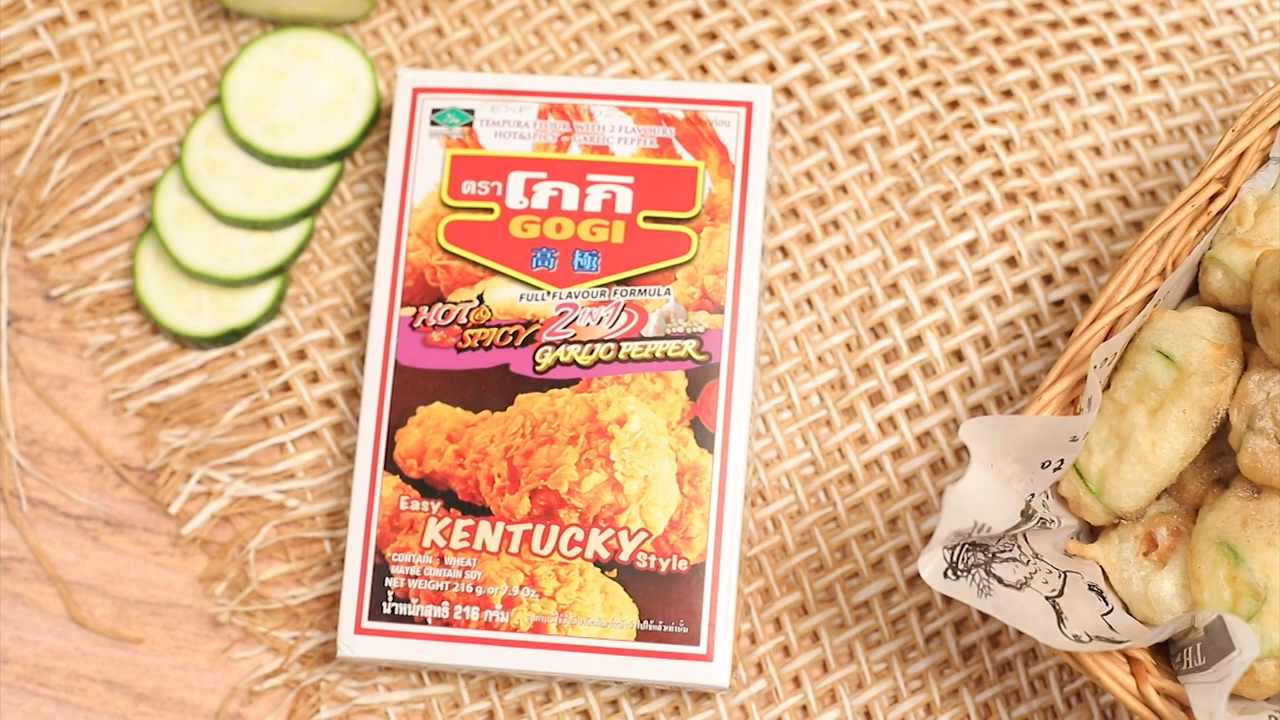 TEMPURA FLOUR WITH 2 FLAVOURS
HOT&SPICY - GARLIC PEPPER
ตรา โกกิ
GOGI
高極
FULL FLAVOUR FORMULA
HOT & SPICY
2 IN 1
GARLIC PEPPER
Easy
KENTUCKY Style
CONTAIN : WHEAT
MAYBE CONTAIN SOY
NET WEIGHT 216 g. or 7.9 Oz.
น้ำหนักสุทธิ 216 กรัม